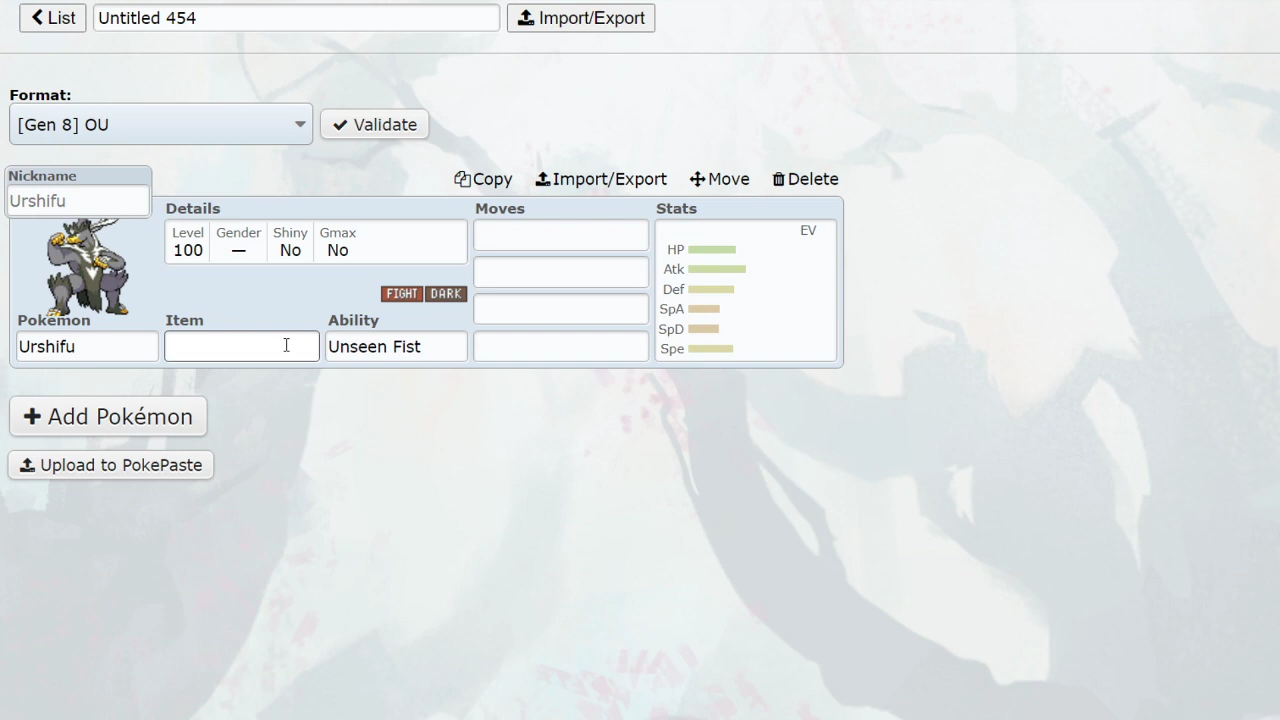 List
Untitled 454
Import/Export
Format:
[Gen 8] OU
Validate
Nickname
Urshifu
Copy
Import/Export
Move
Delete
Details
Moves
Stats
Level
Gender
Shiny
Gmax
100
—
No
No
EV
HP
Atk
Def
SpA
SpD
Spe
FIGHT
DARK
Pokémon
Item
Ability
Urshifu
Unseen Fist
Add Pokémon
Upload to PokePaste